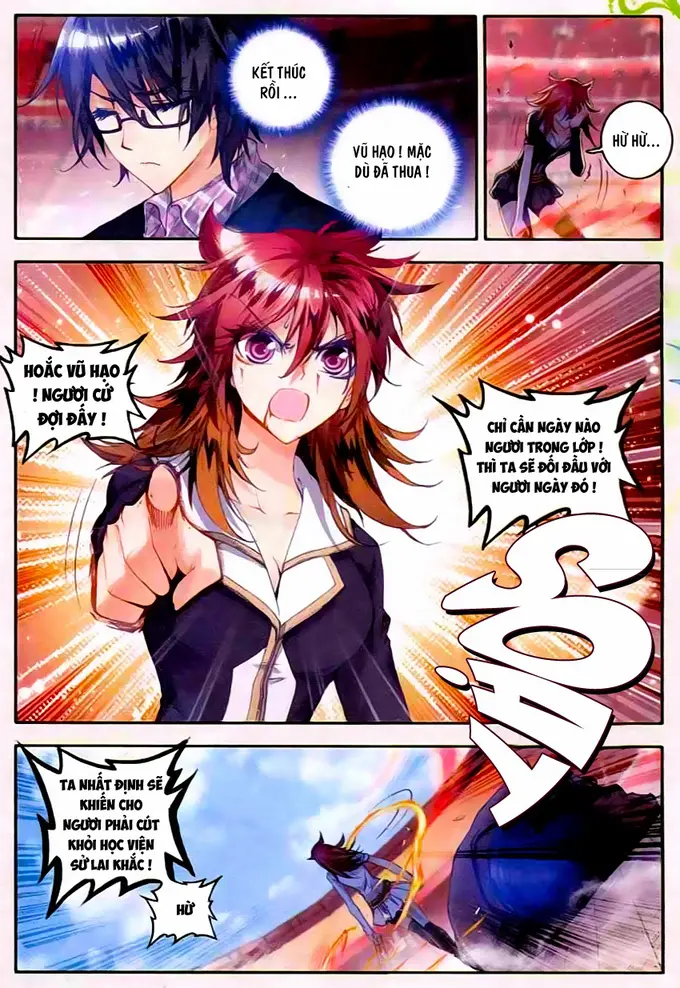 KẾT THÚC
RỒI ...
VŨ HẠO ! MẶC
DÙ ĐÃ THUA !
HỪ HỪ...
HOẮC VŨ HẠO
! NGƯƠI CỨ
ĐỢI ĐẤY !
CHỈ CẦN NGÀY NÀO
NGƯƠI TRONG LỚP !
THÌ TA SẼ ĐỐI ĐẦU VỚI
NGƯƠI NGÀY ĐÓ !
TA NHẤT ĐỊNH SẼ
KHIẾN CHO
NGƯƠI PHẢI CÚT
KHỎI HỌC VIỆN
SỬ LAI KHẮC !
HỪ